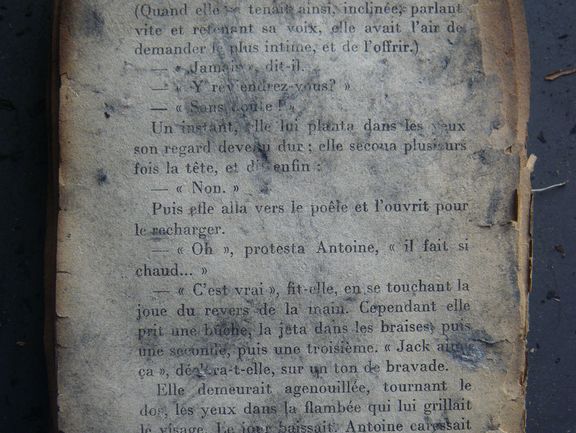 (Quand elle se tenait ainsi, inclinée, parlant
vite et retenant sa voix, elle avait l'air de
demander le plus intime, et de l'offrir.)
— « Jamais », dit-il.
— « Y reviendrez-vous? »
— « Sans doute ! »
Un instant, elle lui planta dans les yeux
son regard devenu dur ; elle secoua plusieurs
fois la tête, et dit enfin :
— « Non. »
Puis elle alla vers le poêle et l'ouvrit pour
le recharger.
— « Oh », protesta Antoine, « il fait si
chaud... »
— « C'est vrai », fit-elle, en se touchant la
joue du revers de la main. Cependant elle
prit une bûche, la jeta dans les braises, puis
une seconde, puis une troisième. « Jack aime
ça », déclara-t-elle, sur un ton de bravade.
Elle demeurait agenouillée, tournant le
dos, les yeux dans la flambée qui lui grillait
le visage. Le jour baissait. Antoine caressait